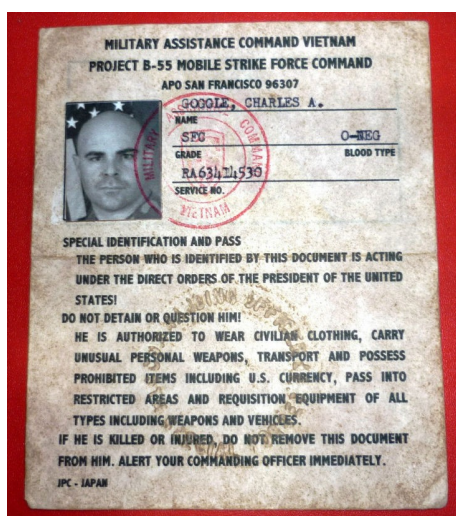 MILITARY ASSISTANCE COMMAND VIETNAM
PROJECT B-55 MOBILE STRIKE FORCE COMMAND
APO SAN FRANCISCO 96307
GOOGLE, CHARLES A.
NAME
SFC O-NEG
GRADE BLOOD TYPE
SERVICE NO.
MILITARY ASSISTANCE COMMAND
VIETNAM
SPECIAL IDENTIFICATION AND PASS
THE PERSON WHO IS IDENTIFIED BY THIS DOCUMENT IS ACTING
UNDER THE DIRECT ORDERS OF THE PRESIDENT OF THE UNITED
STATES!
DO NOT DETAIN OR QUESTION HIM!
HE IS AUTHORIZED TO WEAR CIVILIAN CLOTHING, CARRY
UNUSUAL PERSONAL WEAPONS, TRANSPORT AND POSSESS
PROHIBITED ITEMS INCLUDING U.S. CURRENCY, PASS INTO
RESTRICTED AREAS AND REQUISITION EQUIPMENT OF ALL
TYPES INCLUDING WEAPONS AND VEHICLES.
IF HE IS KILLED OR INJURED, DO NOT REMOVE THIS DOCUMENT
FROM HIM. ALERT YOUR COMMANDING OFFICER IMMEDIATELY.
JPC - JAPAN